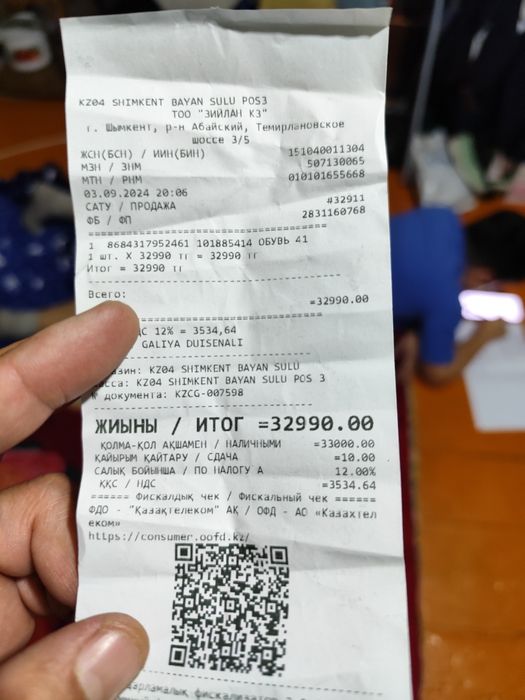 KZ04 SHIMKENT BAYAN SULU POS3
ТОО "ЗИЙЛАН КЗ"
г. Шымкент, р-н Абайский, Темирлановское
шоссе 3/5
ЖСН(БСН) / ИИН(БИН) 151040011304
МЗН / ЗНМ 507130065
МТН / РНМ 010101655668
03.09.2024 20:06
САТУ / ПРОДАЖА #32911
ФБ / ФП 2831160768
1 8684317952461 101885414 ОБУВЬ 41
1 шт. X 32990 тг = 32990 тг
Итог = 32990 тг
Всего: =32990.00
ДС 12% = 3534,64
GALIYA DUISENALI
азин: KZ04 SHIMKENT BAYAN SULU
асса: KZ04 SHIMKENT BAYAN SULU POS 3
документа: KZCG-007598
ЖИЫНЫ / ИТОГ =32990.00
ҚОЛМА-ҚОЛ АҚШАМЕН / НАЛИЧНЫМИ =33000.00
ҚАЙЫРЫМ ҚАЙТАРУ / СДАЧА =10.00
САЛЫҚ БОЙЫНША / ПО НАЛОГУ А 12.00%
ҚҚС / НДС =3534.64
====== Фискалдық чек / Фискальный чек ======
ФДО - "Қазақтелеком" АҚ / ОФД - АО «Казахтел
еком»
https://consumer.oofd.kz/